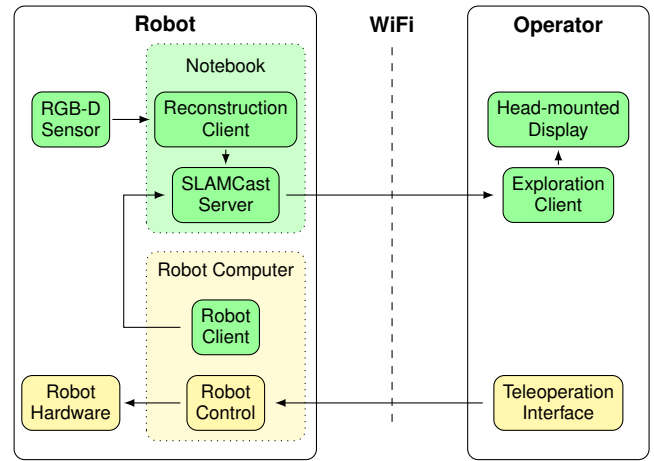 Robot
WiFi
Operator
Notebook
RGB-D
Sensor
Reconstruction
Client
Head-mounted
Display
SLAMCast
Server
Exploration
Client
Robot Computer
Robot
Client
Robot
Hardware
Robot
Control
Teleoperation
Interface